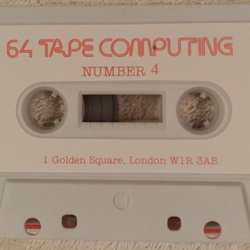 64 TAPE COMPUTING
NUMBER 4
1 Golden Square, London W1R 3AB.